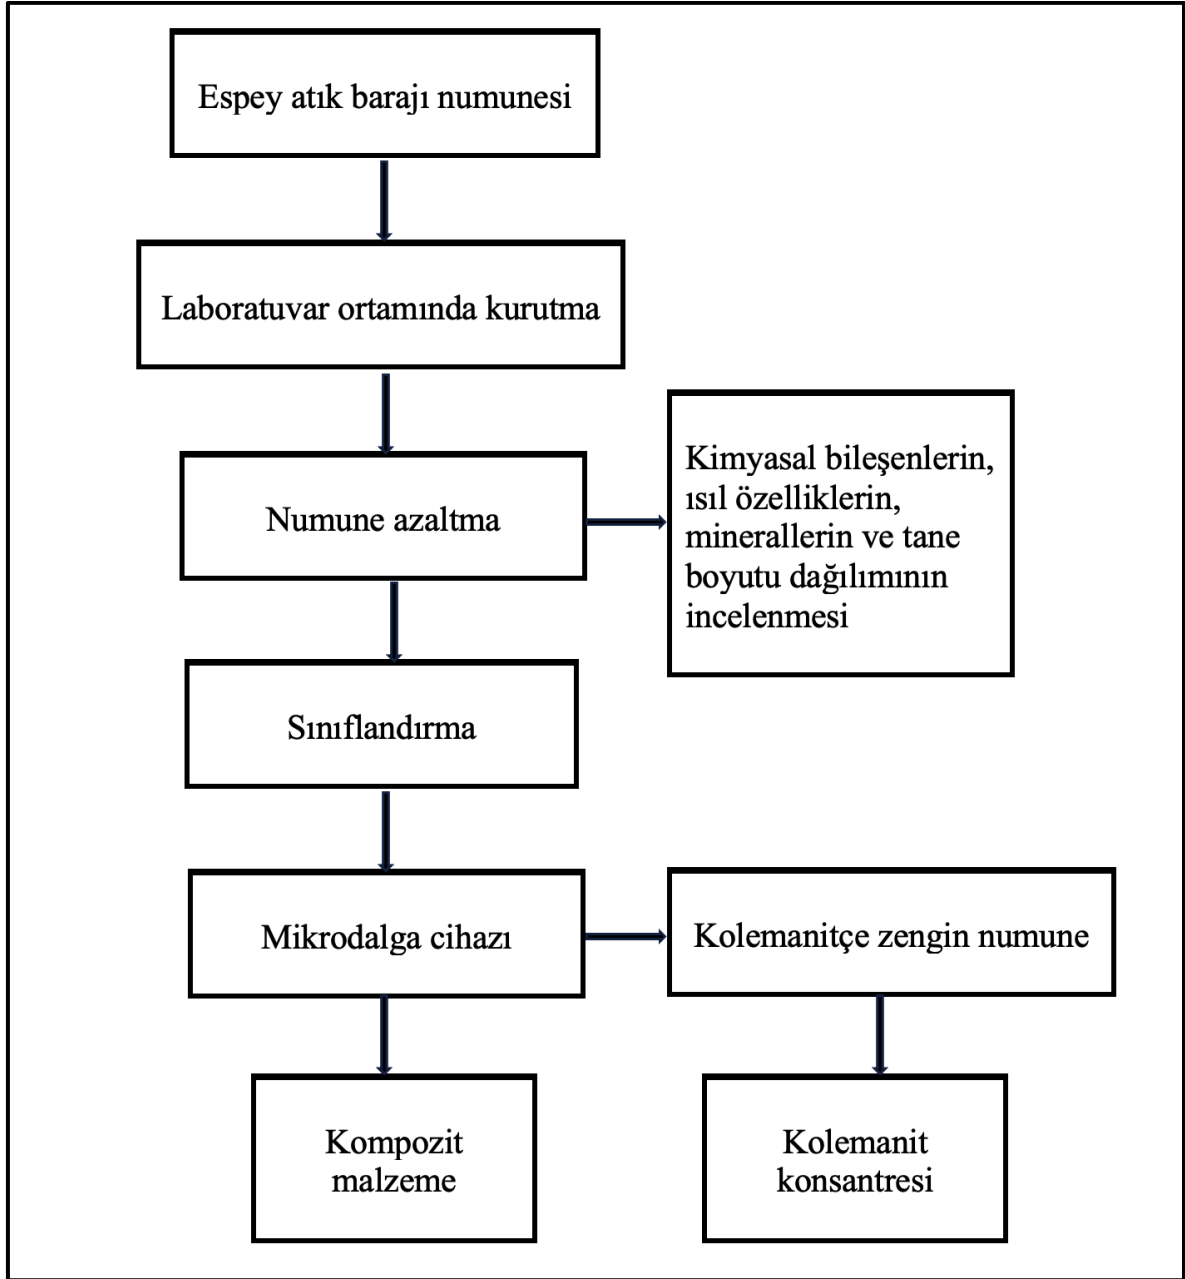 Espey atık barajı numunesi
Laboratuvar ortamında kurutma
Numune azaltma
Kimyasal bileşenlerin,
ısıl özelliklerin,
minerallerin ve tane
boyutu dağılımının
incelenmesi
Sınıflandırma
Mikrodalga cihazı
Kolemanitçe zengin numune
Kompozit
malzeme
Kolemanit
konsantresi